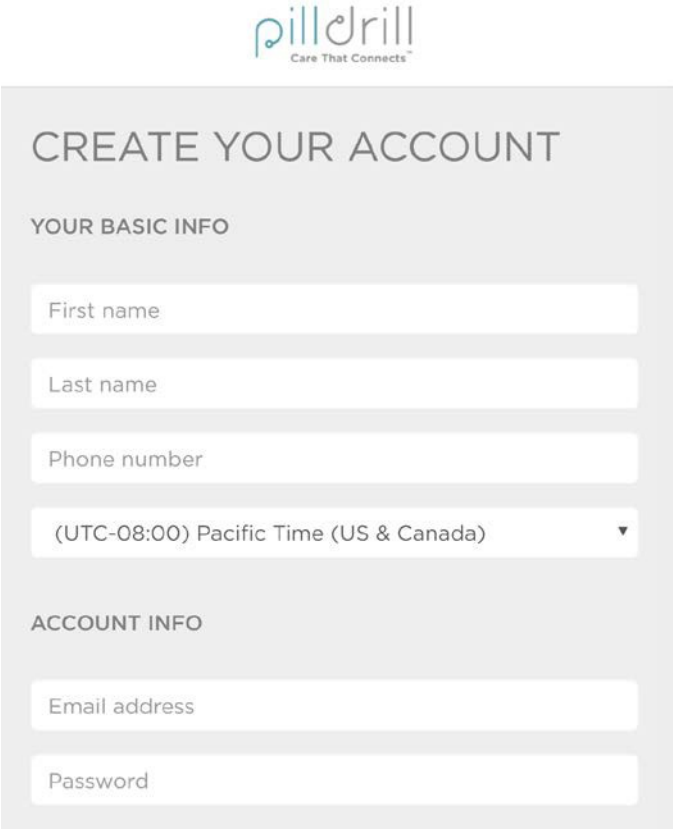 pilldrill
Care That Connects™
CREATE YOUR ACCOUNT
YOUR BASIC INFO
First name
Last name
Phone number
(UTC-08:00) Pacific Time (US & Canada)
ACCOUNT INFO
Email address
Password